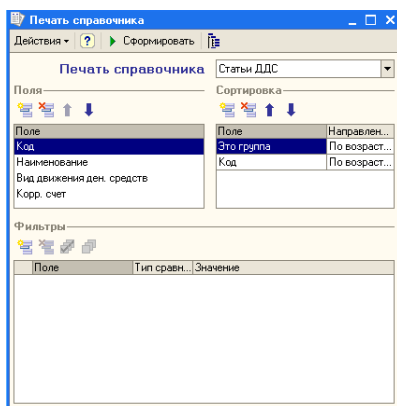 Печать справочника
Действия ? Сформировать
Печать справочника Статьи ДДС
Поля Сортировка
Поле Поле Направлен...
Код Это группа По возраст...
Наименование Код По возраст...
Вид движения ден. средств
Корр. счет
Фильтры
Поле Тип сравн... Значение